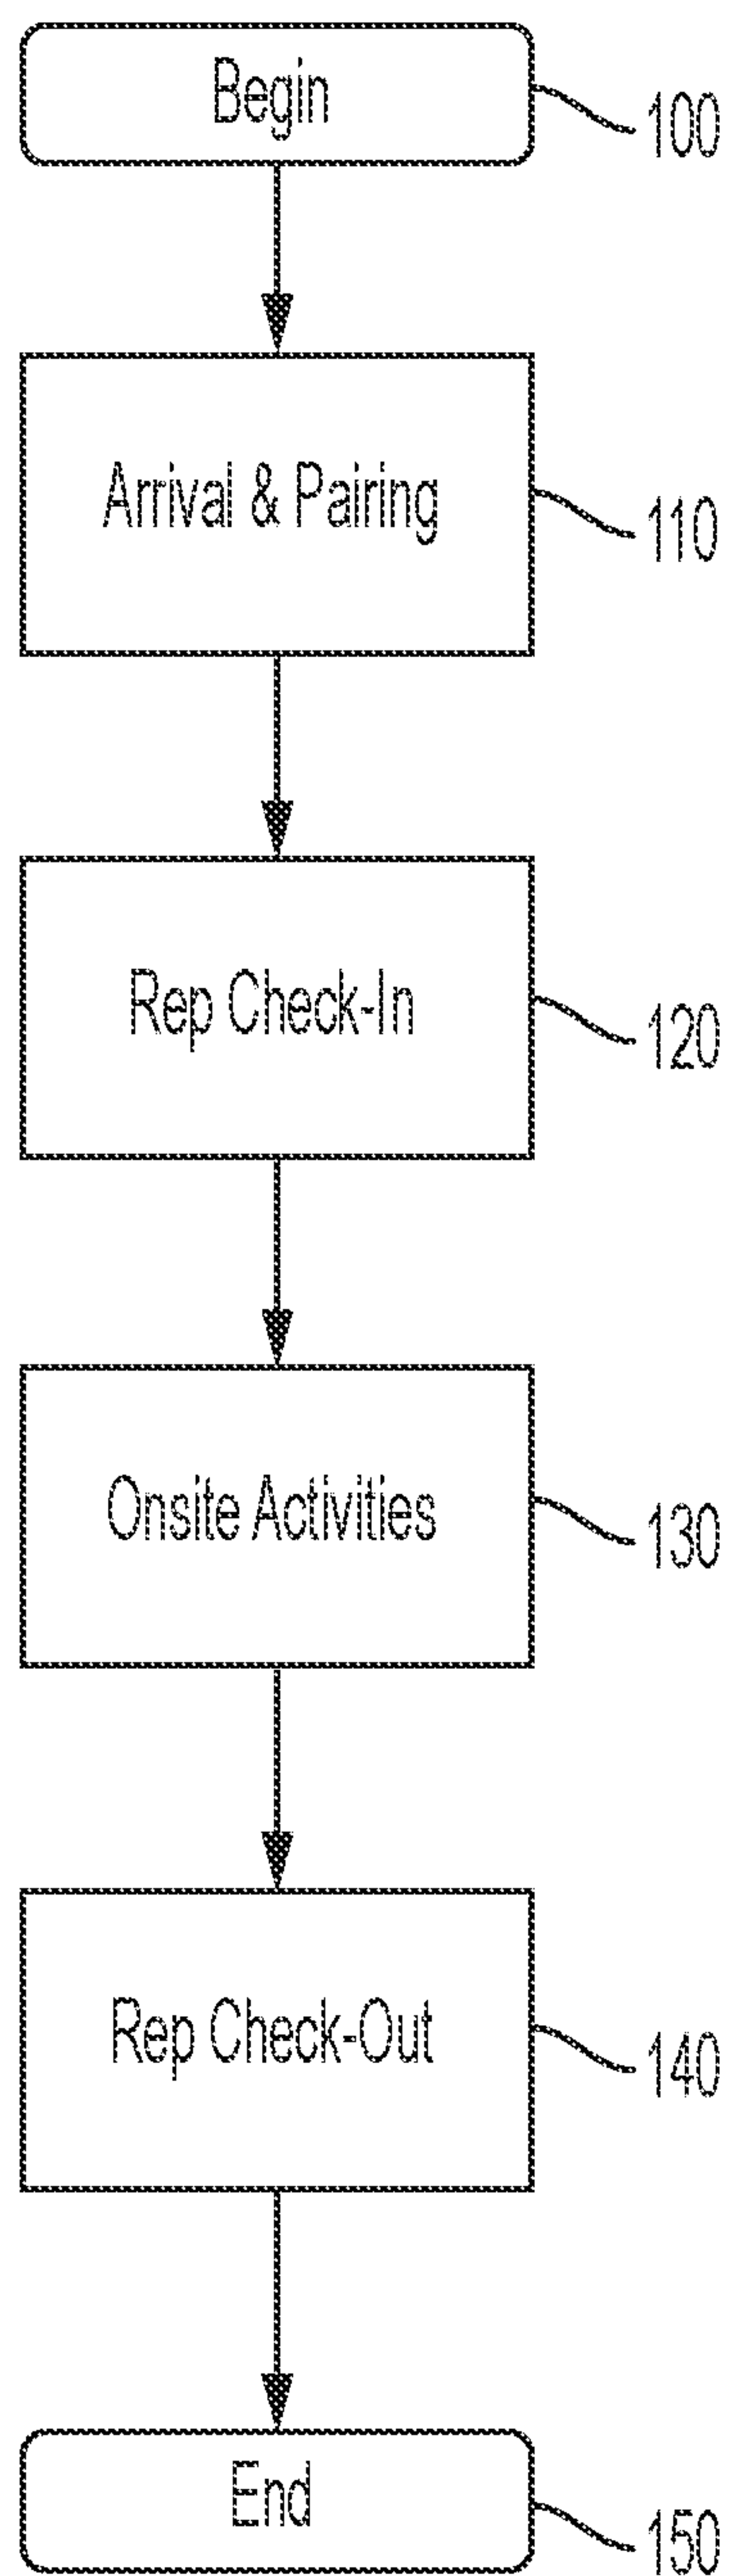 Begin
100
Arrival & Pairing
110
Rep Check-In
120
Onsite Activities
130
Rep Check-Out
140
End
150